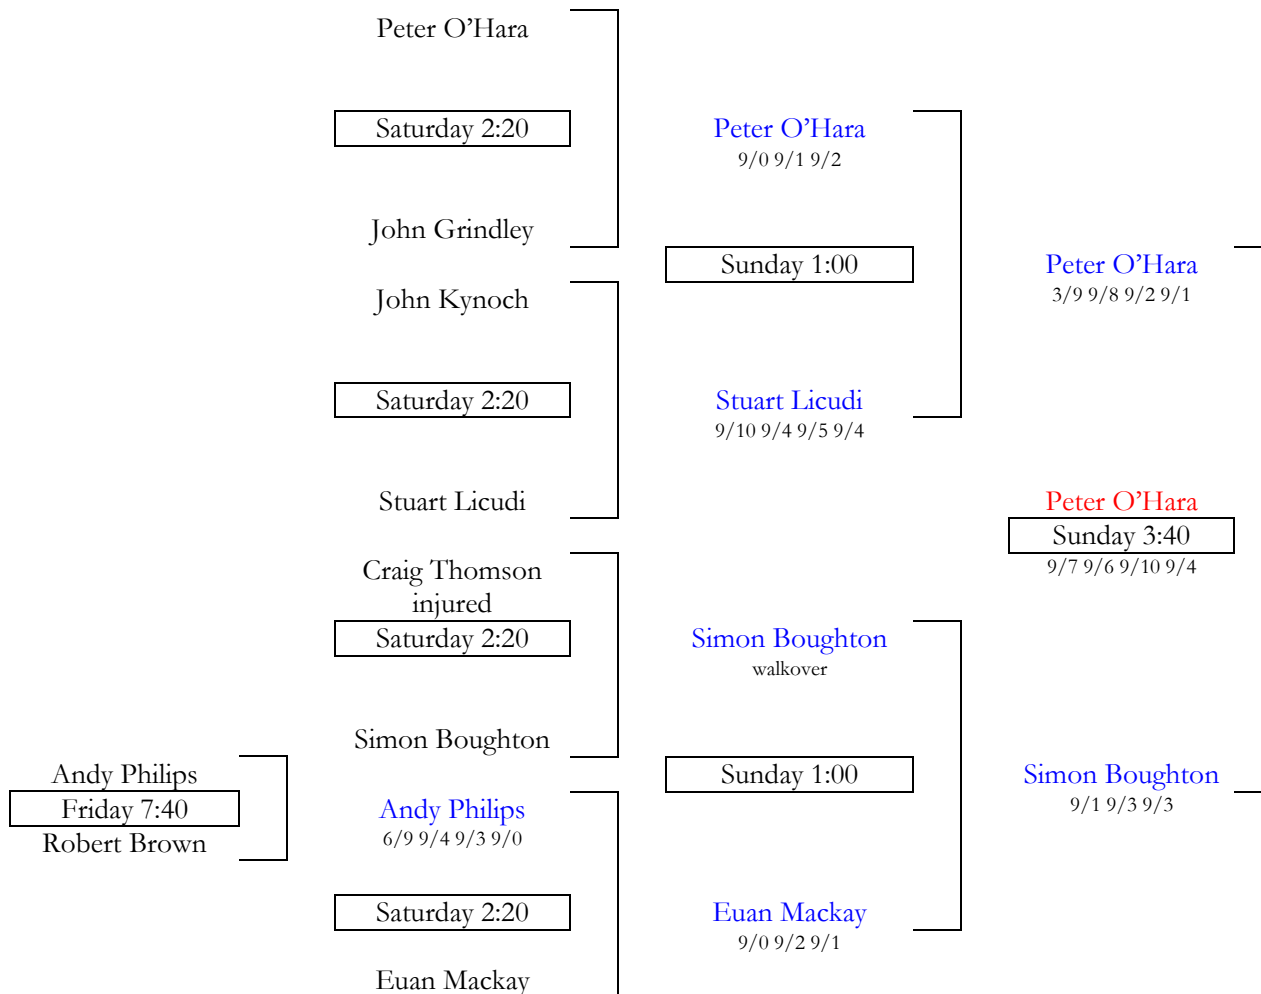 Peter O’Hara
Saturday 2:20
John Grindley
John Kynoch
Saturday 2:20
Stuart Licudi
Craig Thomson
injured
Saturday 2:20
Simon Boughton
Andy Philips
Friday 7:40
Robert Brown
Andy Philips
6/9 9/4 9/3 9/0
Saturday 2:20
Euan Mackay
Peter O’Hara
9/0 9/1 9/2
Sunday 1:00
Stuart Licudi
9/10 9/4 9/5 9/4
Simon Boughton
walkover
Sunday 1:00
Euan Mackay
9/0 9/2 9/1
Peter O’Hara
3/9 9/8 9/2 9/1
Peter O’Hara
Sunday 3:40
9/7 9/6 9/10 9/4
Simon Boughton
9/1 9/3 9/3